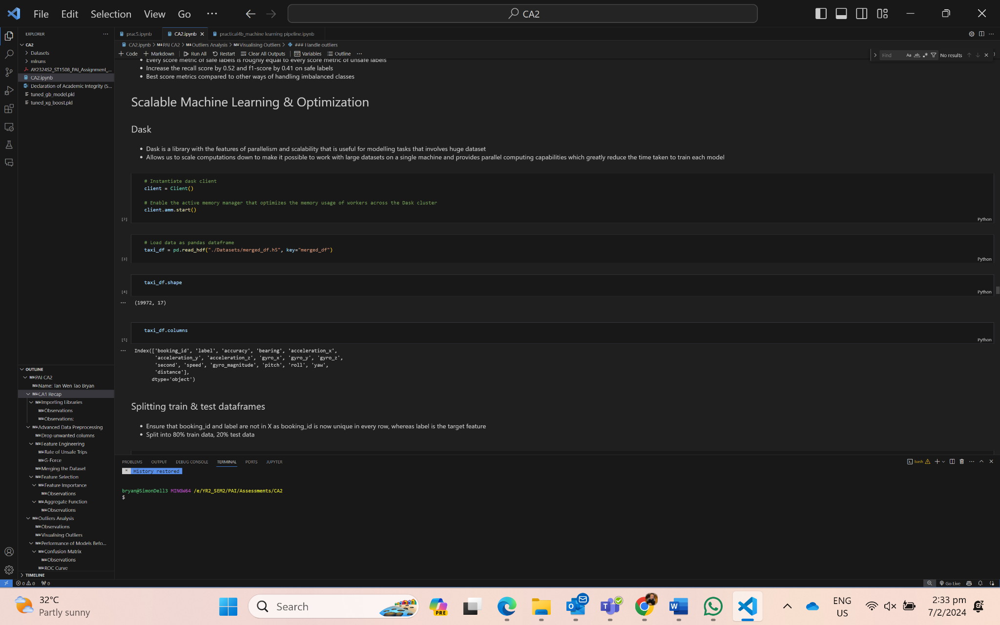 File Edit Selection View Go ··· CA2
EXPLORER
CA2
Datasets
mlruns
AY2324S2_ST1508_PAI_Assignment_...
CA2.ipynb
Declaration of Academic Integrity (S...
tuned_gb_model.pkl
tuned_xg_boost.pkl
prac5.ipynb CA2.ipynb practical4b_machine learning pipeline.ipynb
CA2.ipynb > M↓PAI CA2 > M↓Outliers Analysis > M↓Visualising Outliers > ### Handle outliers
Code Markdown Run All Restart Clear All Outputs Variables Outline ···
Find Aa ab No results
• Every score metric of safe labels is roughly equal to every score metric of unsafe labels
• Increase the recall score by 0.52 and f1-score by 0.41 on safe labels
• Best score metrics compared to other ways of handling imbalanced classes
Scalable Machine Learning & Optimization
Dask
• Dask is a library with the features of parallelism and scalability that is useful for modelling tasks that involves huge dataset
• Allows us to scale computations down to make it possible to work with large datasets on a single machine and provides parallel computing capabilities which greatly reduce the time taken to train each model
# Instantiate dask client
client = Client()
# Enable the active memory manager that optimizes the memory usage of workers across the Dask cluster
client.amm.start()
[2] Python
# Load data as pandas dataframe
taxi_df = pd.read_hdf("./Datasets/merged_df.h5", key="merged_df")
[3] Python
taxi_df.shape
[4] Python
(19972, 17)
taxi_df.columns
[5] Python
Index(['booking_id', 'label', 'accuracy', 'bearing', 'acceleration_x',
'acceleration_y', 'acceleration_z', 'gyro_x', 'gyro_y', 'gyro_z',
'second', 'speed', 'gyro_magnitude', 'pitch', 'roll', 'yaw',
'distance'],
dtype='object')
Splitting train & test dataframes
• Ensure that booking_id and label are not in X as booking_id is now unique in every row, whereas label is the target feature
• Split into 80% train data, 20% test data
OUTLINE
M↓PAI CA2
M↓Name: Tan Wen Tao Bryan
M↓CA1 Recap
M↓Importing Libraries
M↓Observations
M↓Observations:
M↓Advanced Data Preprocessing
M↓Drop unwanted columns
M↓Feature Engineering
M↓Rate of Unsafe Trips
M↓G-Force
M↓Merging the Dataset
M↓Feature Selection
M↓Feature Importance
M↓Observations
M↓Aggregate Function
M↓Observations
M↓Outliers Analysis
M↓Observations
M↓Visualising Outliers
M↓Performance of Models Befo...
M↓Confusion Matrix
M↓Observations
M↓ROC Curve
TIMELINE
PROBLEMS OUTPUT DEBUG CONSOLE TERMINAL PORTS JUPYTER
bash
* History restored
bryan@SimonDell3 MINGW64 /e/YR2_SEM2/PAI/Assessments/CA2
$
0 0 0 Go Live
32°C
Partly sunny
Search
PRE
ENG
US
2:33 pm
7/2/2024